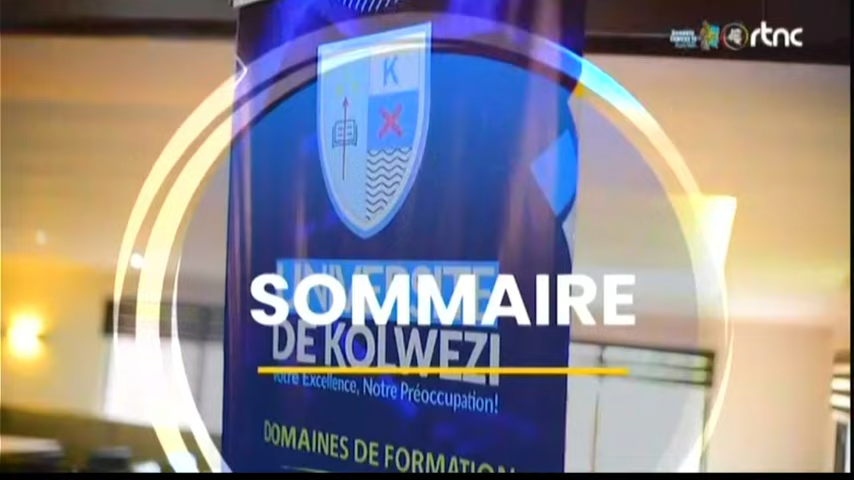 rtnc
K
UNIVERSITE
SOMMAIRE
DE KOLWEZI
Votre Excellence, Notre Préoccupation!
DOMAINES DE FORMATION